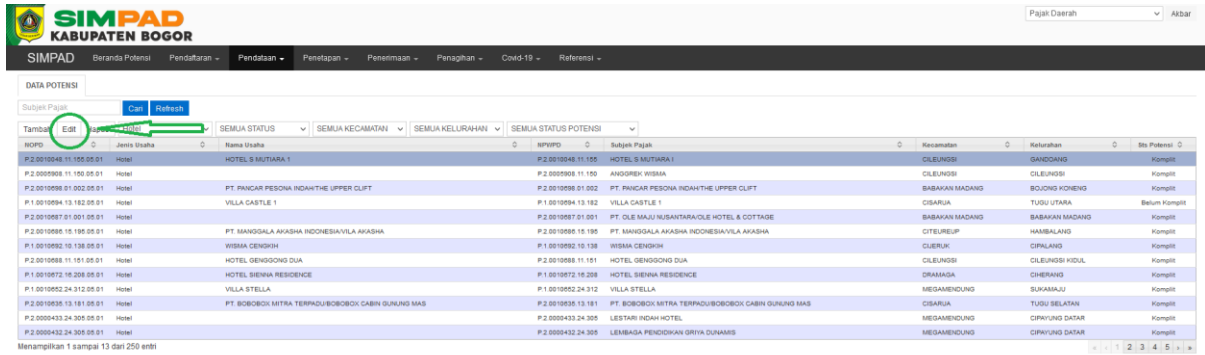 SIMPAD
KABUPATEN BOGOR
Pajak Daerah Akbar
SIMPAD Beranda Potensi Pendaftaran Pendataan Penetapan Penerimaan Penagihan Covid-19 Referensi
DATA POTENSI
Subjek Pajak Cari Refresh
Tambah Edit Hotel SEMUA STATUS SEMUA KECAMATAN SEMUA KELURAHAN SEMUA STATUS POTENSI
NOPD Jenis Usaha Nama Usaha NPWPD Subjek Pajak Kecamatan Kelurahan Sts Potensi
P.2.0010048.11.155.05.01 Hotel HOTEL S MUTIARA 1 P.2.0010048.11.155 HOTEL S MUTIARA I CILEUNGSI GANDOANG Komplit
P.2.0005908.11.150.05.01 Hotel P.2.0005908.11.150 ANGGREK WISMA CILEUNGSI CILEUNGSI Komplit
P.2.0010698.01.002.05.01 Hotel PT. PANCAR PESONA INDAH/THE UPPER CLIFT P.2.0010698.01.002 PT. PANCAR PESONA INDAH/THE UPPER CLIFT BABAKAN MADANG BOJONG KONENG Komplit
P.1.0010694.13.182.05.01 Hotel VILLA CASTLE 1 P.1.0010694.13.182 VILLA CASTLE 1 CISARUA TUGU UTARA Belum Komplit
P.2.0010687.01.001.05.01 Hotel P.2.0010687.01.001 PT. OLE MAJU NUSANTARA/OLE HOTEL & COTTAGE BABAKAN MADANG BABAKAN MADANG Komplit
P.2.0010686.15.195.05.01 Hotel PT. MANGGALA AKASHA INDONESIA/VILA AKASHA P.2.0010686.15.195 PT. MANGGALA AKASHA INDONESIA/VILA AKASHA CITEUREUP HAMBALANG Komplit
P.1.0010692.10.138.05.01 Hotel WISMA CENGKIH P.1.0010692.10.138 WISMA CENGKIH CIJERUK CIPALANG Komplit
P.2.0010688.11.151.05.01 Hotel HOTEL GENGGONG DUA P.2.0010688.11.151 HOTEL GENGGONG DUA CILEUNGSI CILEUNGSI KIDUL Komplit
P.1.0010672.16.208.05.01 Hotel HOTEL SIENNA RESIDENCE P.1.0010672.16.208 HOTEL SIENNA RESIDENCE DRAMAGA CIHERANG Komplit
P.1.0010652.24.312.05.01 Hotel VILLA STELLA P.1.0010652.24.312 VILLA STELLA MEGAMENDUNG SUKAMAJU Komplit
P.2.0010635.13.181.05.01 Hotel PT. BOBOBOX MITRA TERPADU/BOBOBOX CABIN GUNUNG MAS P.2.0010635.13.181 PT. BOBOBOX MITRA TERPADU/BOBOBOX CABIN GUNUNG MAS CISARUA TUGU SELATAN Komplit
P.2.0000433.24.305.05.01 Hotel P.2.0000433.24.305 LESTARI INDAH HOTEL MEGAMENDUNG CIPAYUNG DATAR Komplit
P.2.0000432.24.305.05.01 Hotel P.2.0000432.24.305 LEMBAGA PENDIDIKAN GRIYA DUNAMIS MEGAMENDUNG CIPAYUNG DATAR Komplit
Menampilkan 1 sampai 13 dari 250 entri « ‹ 1 2 3 4 5 › »